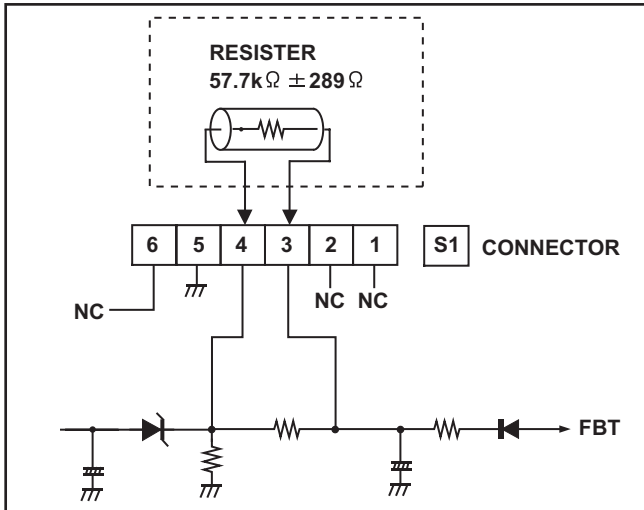 RESISTER
57.7kΩ ±289Ω
6 5 4 3 2 1 S1 CONNECTOR
NC NC NC
FBT